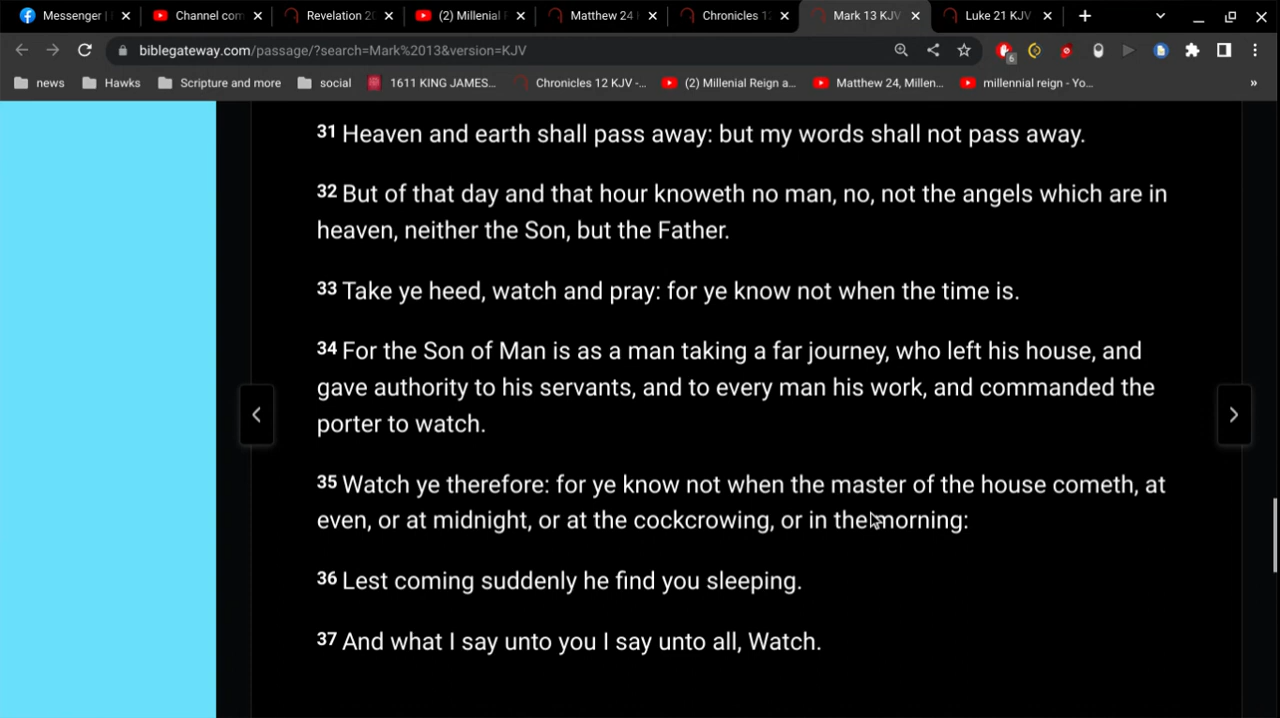 Messenger |
Channel com
Revelation 2
(2) Millenial
Matthew 24
Chronicles 1
Mark 13 KJV
Luke 21 KJV
biblegateway.com/passage/?search=Mark%2013&version=KJV
6
news
Hawks
Scripture and more
social
1611 KING JAMES...
Chronicles 12 KJV -...
(2) Millenial Reign a...
Matthew 24, Millen...
millennial reign - Yo...
»
31 Heaven and earth shall pass away: but my words shall not pass away.
32 But of that day and that hour knoweth no man, no, not the angels which are in
heaven, neither the Son, but the Father.
33 Take ye heed, watch and pray: for ye know not when the time is.
34 For the Son of Man is as a man taking a far journey, who left his house, and
gave authority to his servants, and to every man his work, and commanded the
porter to watch.
35 Watch ye therefore: for ye know not when the master of the house cometh, at
even, or at midnight, or at the cockcrowing, or in the morning:
36 Lest coming suddenly he find you sleeping.
37 And what I say unto you I say unto all, Watch.